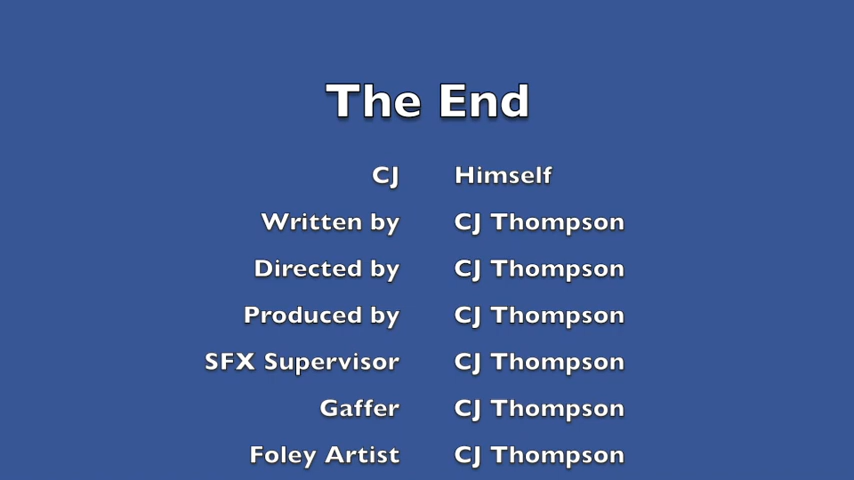 The End
CJ Himself
Written by CJ Thompson
Directed by CJ Thompson
Produced by CJ Thompson
SFX Supervisor CJ Thompson
Gaffer CJ Thompson
Foley Artist CJ Thompson